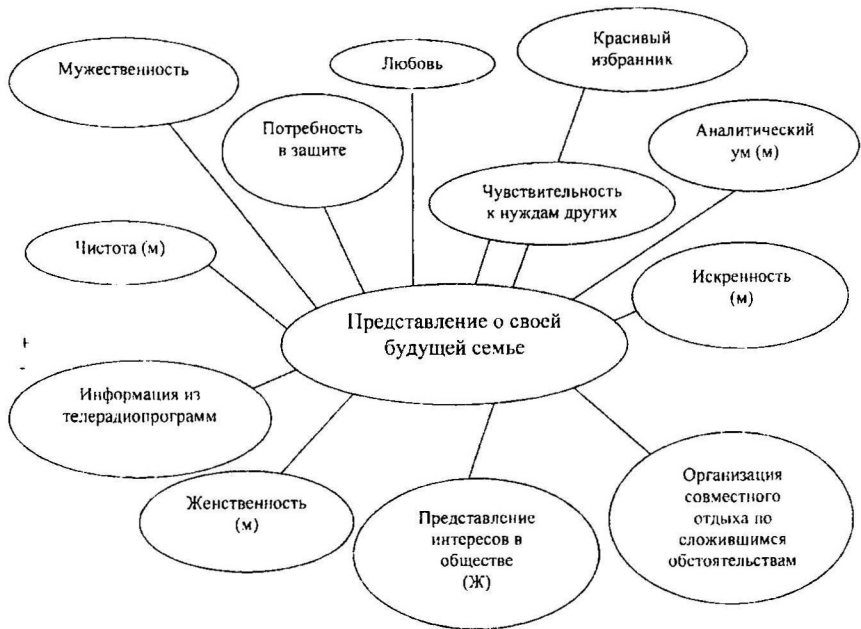 Мужественность
Любовь
Красивый
избранник
Потребность
в защите
Аналитический
ум (м)
Чувствительность
к нуждам других
Чистота (м)
Искренность
(м)
Представление о своей
будущей семье
+
-
Информация из
телерадиопрограмм
Женственность
(м)
Представление
интересов в
обществе
(Ж)
Организация
совместного
отдыха по
сложившимся
обстоятельствам